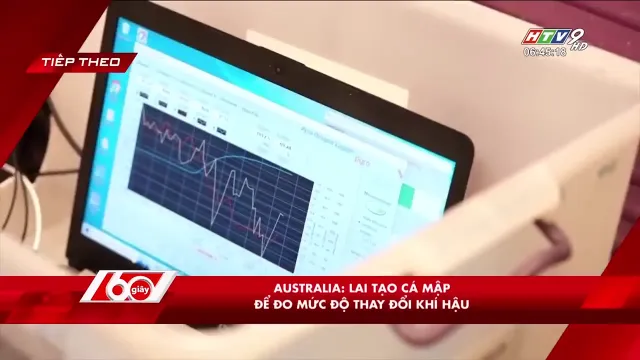 TIẾP THEO
HTV9 HD
06:45:18
60 giây
AUSTRALIA: LAI TẠO CÁ MẬP
ĐỂ ĐO MỨC ĐỘ THAY ĐỔI KHÍ HẬU